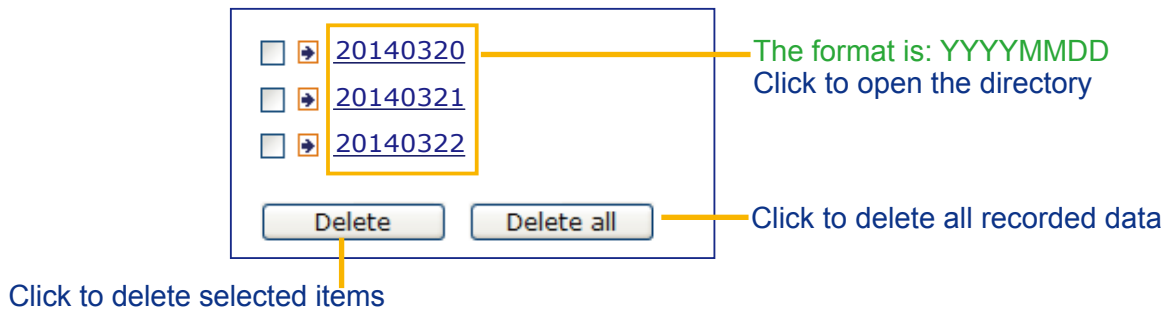 20140320
The format is: YYYYMMDD
Click to open the directory
20140321
20140322
Delete
Delete all
Click to delete all recorded data
Click to delete selected items